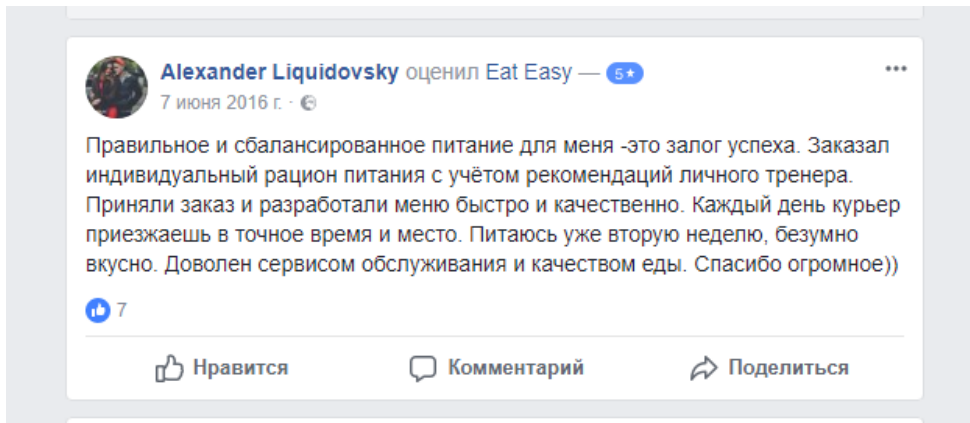 Alexander Liquidovsky оценил Eat Easy — 5★
7 июня 2016 г. ·
Правильное и сбалансированное питание для меня -это залог успеха. Заказал
индивидуальный рацион питания с учётом рекомендаций личного тренера.
Приняли заказ и разработали меню быстро и качественно. Каждый день курьер
приезжаешь в точное время и место. Питаюсь уже вторую неделю, безумно
вкусно. Доволен сервисом обслуживания и качеством еды. Спасибо огромное))
7
Нравится Комментарий Поделиться